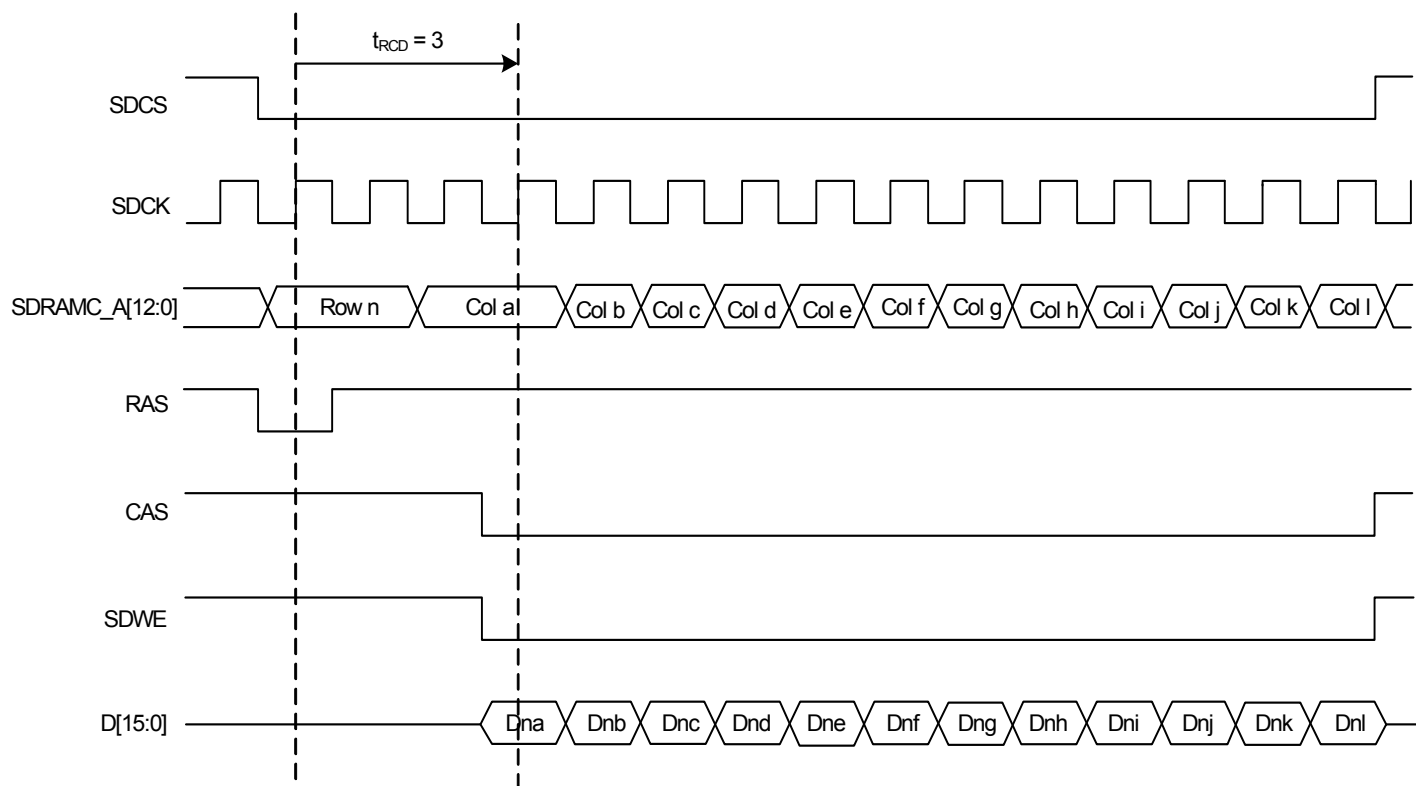 tRCD = 3
SDCS
SDCK
SDRAMC_A[12:0] Row n Col a Col b Col c Col d Col e Col f Col g Col h Col i Col j Col k Col l
RAS
CAS
SDWE
D[15:0] Dna Dnb Dnc Dnd Dne Dnf Dng Dnh Dni Dnj Dnk Dnl